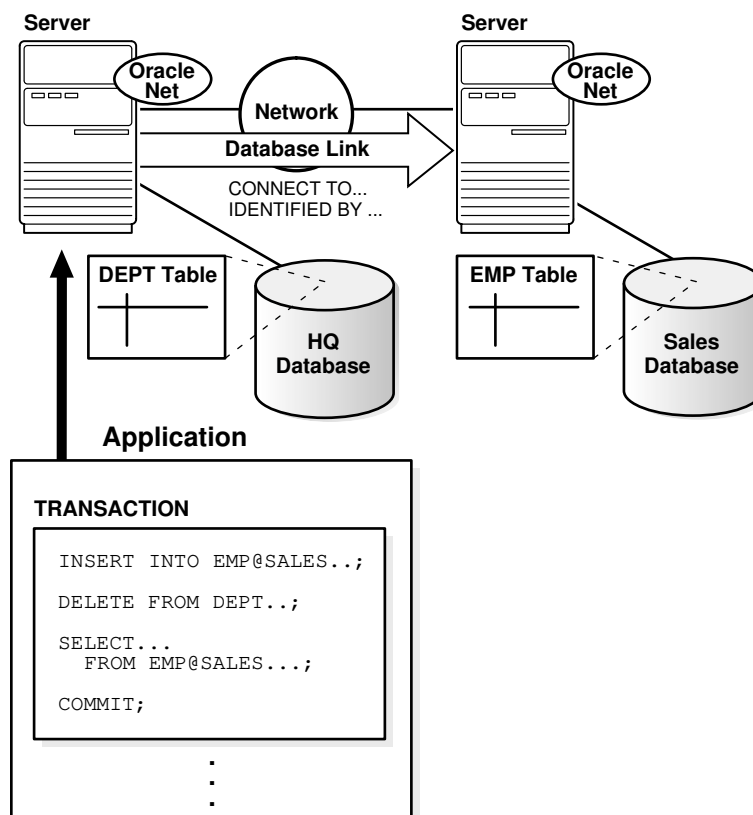 Server
Server
Oracle
Net
Oracle
Net
Network
Database Link
CONNECT TO...
IDENTIFIED BY ...
DEPT Table
EMP Table
HQ
Database
Sales
Database
Application
TRANSACTION
INSERT INTO EMP@SALES..;
DELETE FROM DEPT..;
SELECT...
FROM EMP@SALES...;
COMMIT;